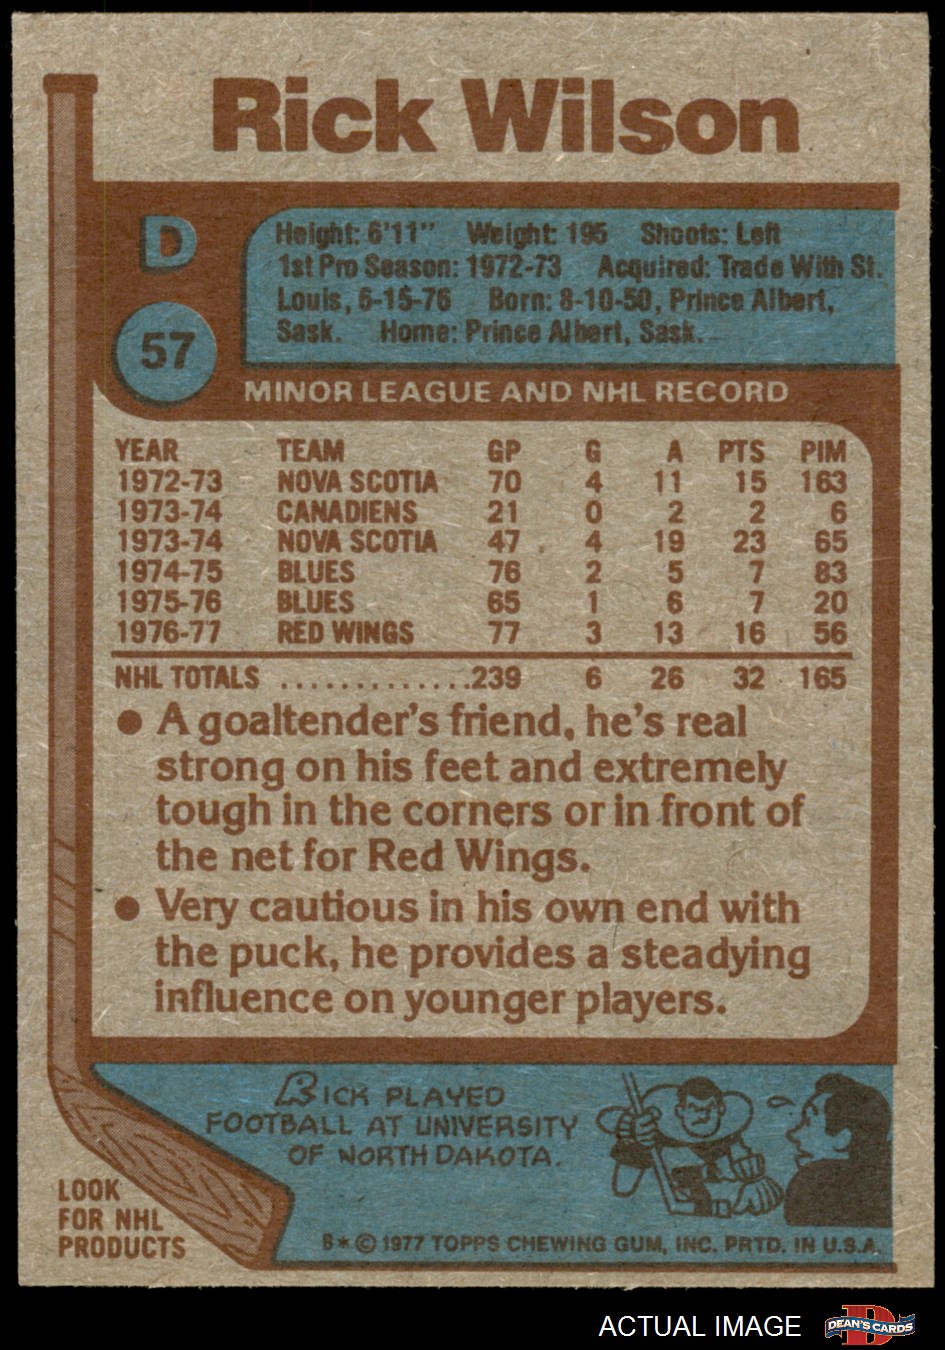 Rick Wilson
D
57
Height: 6'11" Weight: 195 Shoots: Left
1st Pro Season: 1972-73 Acquired: Trade With St.
Louis, 6-15-76 Born: 8-10-50, Prince Albert,
Sask. Home: Prince Albert, Sask.
MINOR LEAGUE AND NHL RECORD
YEAR TEAM GP G A PTS PIM
1972-73 NOVA SCOTIA 70 4 11 15 163
1973-74 CANADIENS 21 0 2 2 6
1973-74 NOVA SCOTIA 47 4 19 23 65
1974-75 BLUES 76 2 5 7 83
1975-76 BLUES 65 1 6 7 20
1976-77 RED WINGS 77 3 13 16 56
NHL TOTALS .............239 6 26 32 165
● A goaltender's friend, he's real
strong on his feet and extremely
tough in the corners or in front of
the net for Red Wings.
● Very cautious in his own end with
the puck, he provides a steadying
influence on younger players.
RICK PLAYED
FOOTBALL AT UNIVERSITY
OF NORTH DAKOTA.
LOOK
FOR NHL
PRODUCTS
B* © 1977 TOPPS CHEWING GUM, INC. PRTD. IN U.S.A.
ACTUAL IMAGE
D
DEAN'S CARDS